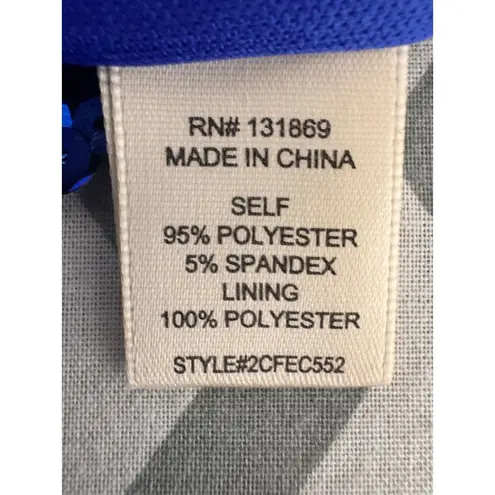 RN# 131869
MADE IN CHINA
SELF
95% POLYESTER
5% SPANDEX
LINING
100% POLYESTER
STYLE#2CFEC552